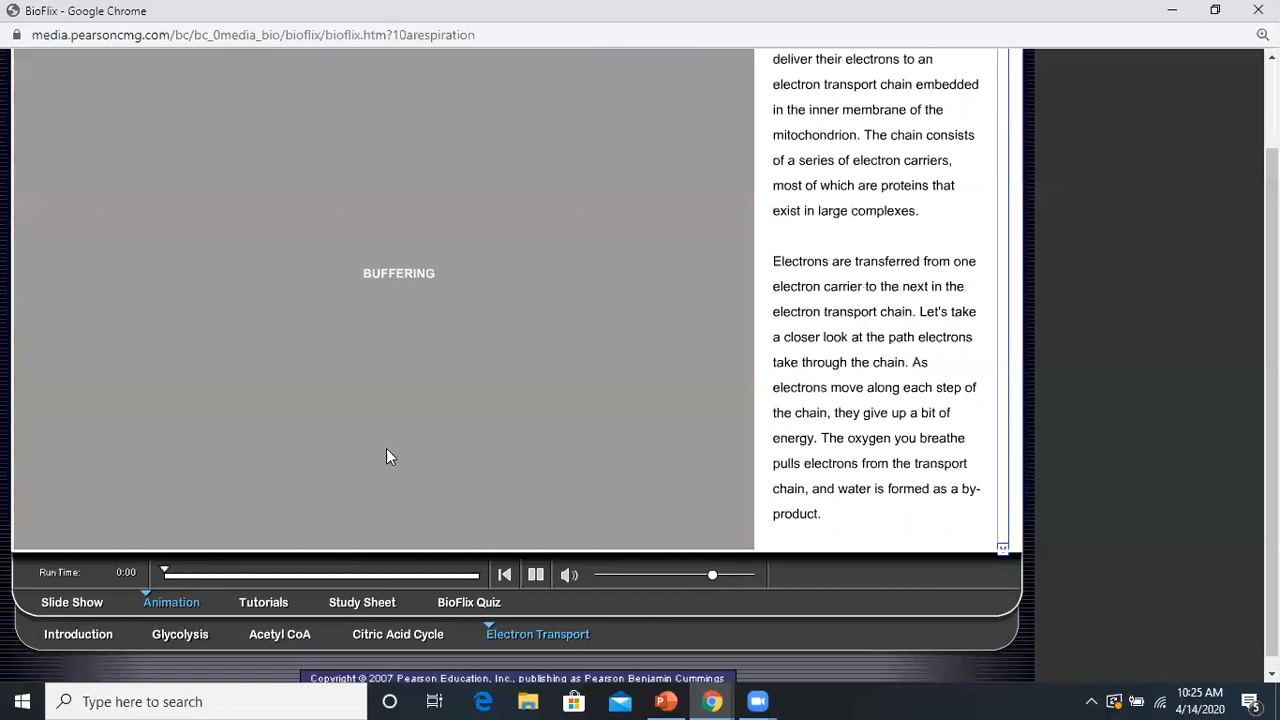 BioFlix - Google Chrome
media.pearsoncmg.com/bc/bc_0media_bio/bioflix/bioflix.htm?10arespiration
deliver their electrons to an
electron transport chain embedded
in the inner membrane of the
mitochondrion. The chain consists
of a series of electron carriers,
most of which are proteins that
exist in large complexes.
Electrons are transferred from one
electron carrier to the next in the
electron transport chain. Let's take
a closer look at the path electrons
take through the chain. As
electrons move along each step of
the chain, they give up a bit of
energy. The oxygen you breathe
pulls electrons from the transport
chain, and water is formed as a by-
product.
BUFFERING
Run Time: 0:00
Slide Show Animation Tutorials Study Sheet BioFlix Quiz
Introduction Glycolysis Acetyl CoA Citric Acid Cycle Electron Transport
publishing as Pearson Benjamin Cummings
Type here to search
10:25 AM
4/14/2020
5